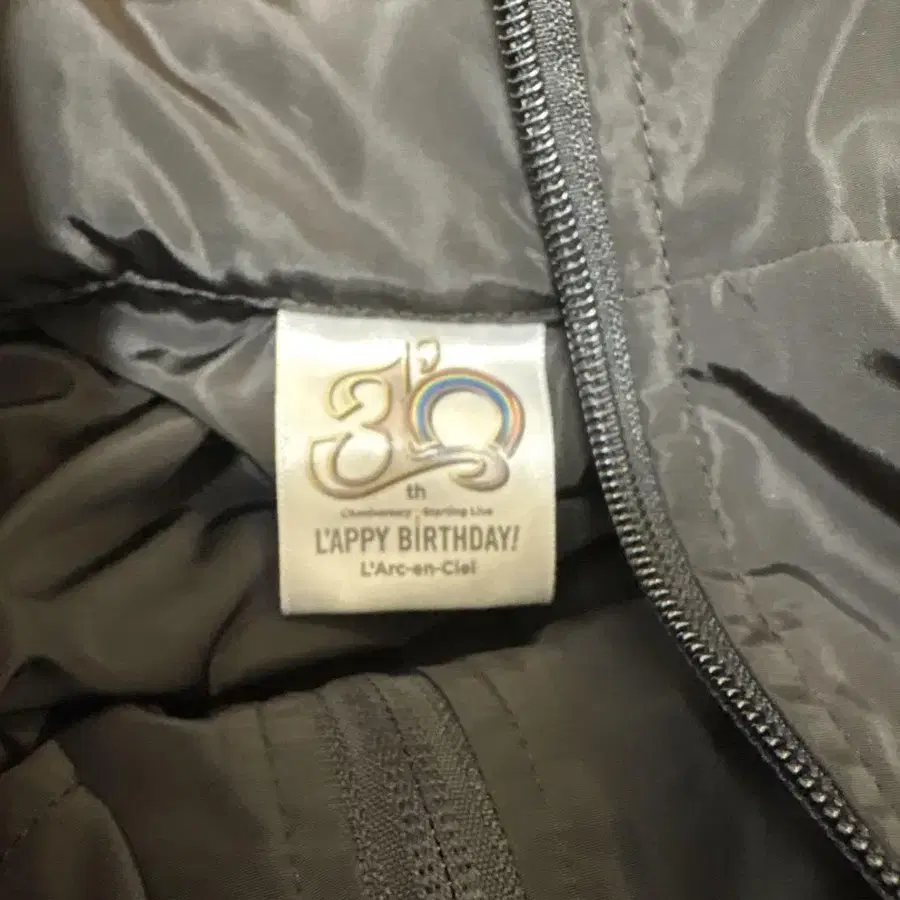 30
th
L'Anniversary Starting Live
L'APPY BIRTHDAY!
L'Arc-en-Ciel